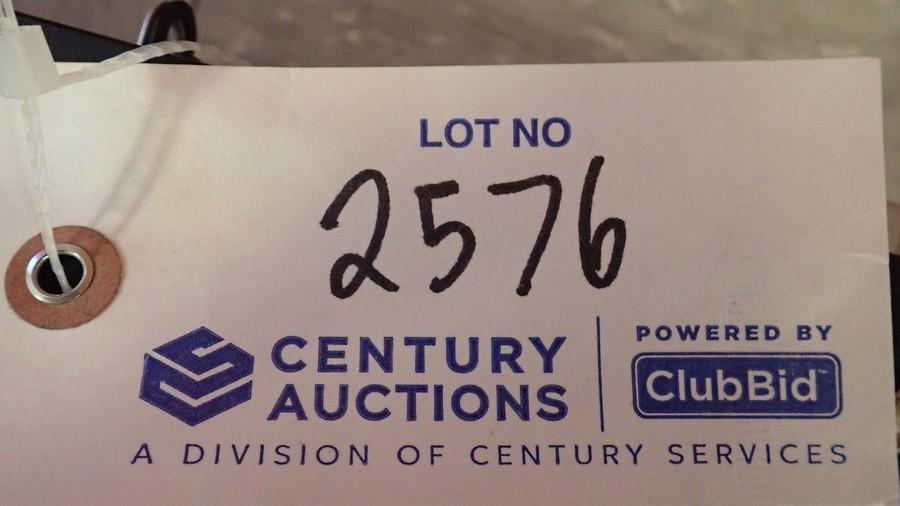 LOT NO
2576
CENTURY
AUCTIONS
POWERED BY
ClubBid™
A DIVISION OF CENTURY SERVICES